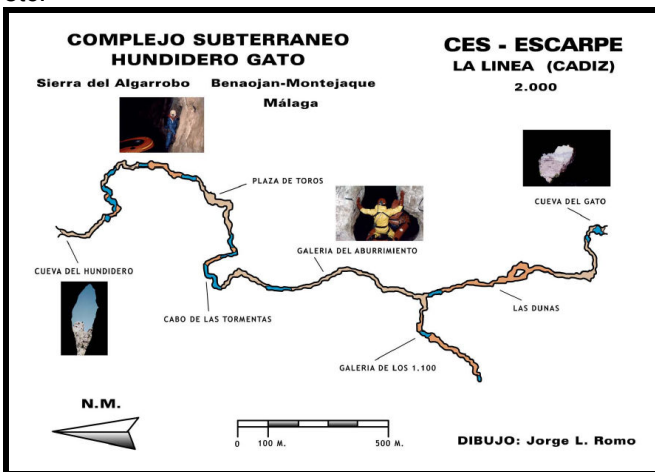 COMPLEJO SUBTERRANEO
HUNDIDERO GATO
Sierra del Algarrobo Benaojan-Montejaque
Málaga
CES - ESCARPE
LA LINEA (CADIZ)
2.000
PLAZA DE TOROS
CUEVA DEL GATO
GALERIA DEL ABURRIMIENTO
CUEVA DEL HUNDIDERO
CABO DE LAS TORMENTAS
LAS DUNAS
GALERIA DE LOS 1.100
N.M.
0 100 M. 500 M.
DIBUJO: Jorge L. Romo